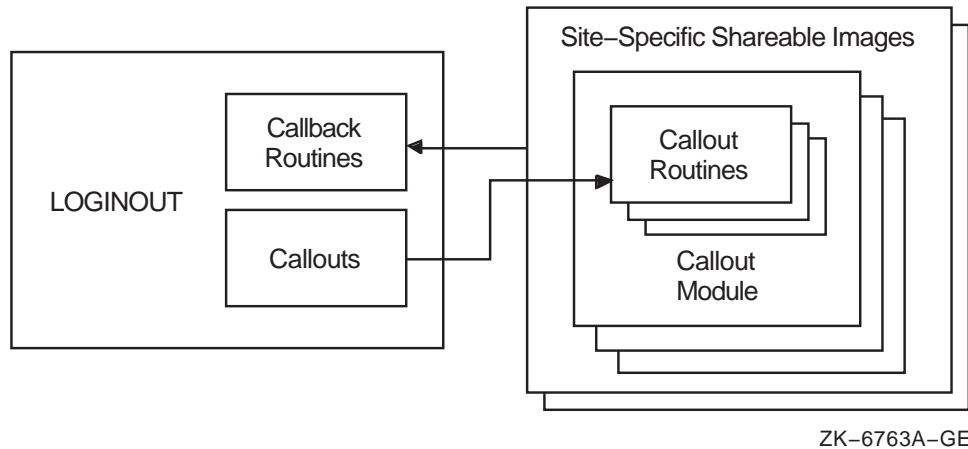 Site–Specific Shareable Images
Callback
Routines
Callout
Routines
LOGINOUT
Callouts
Callout
Module
ZK–6763A–GE